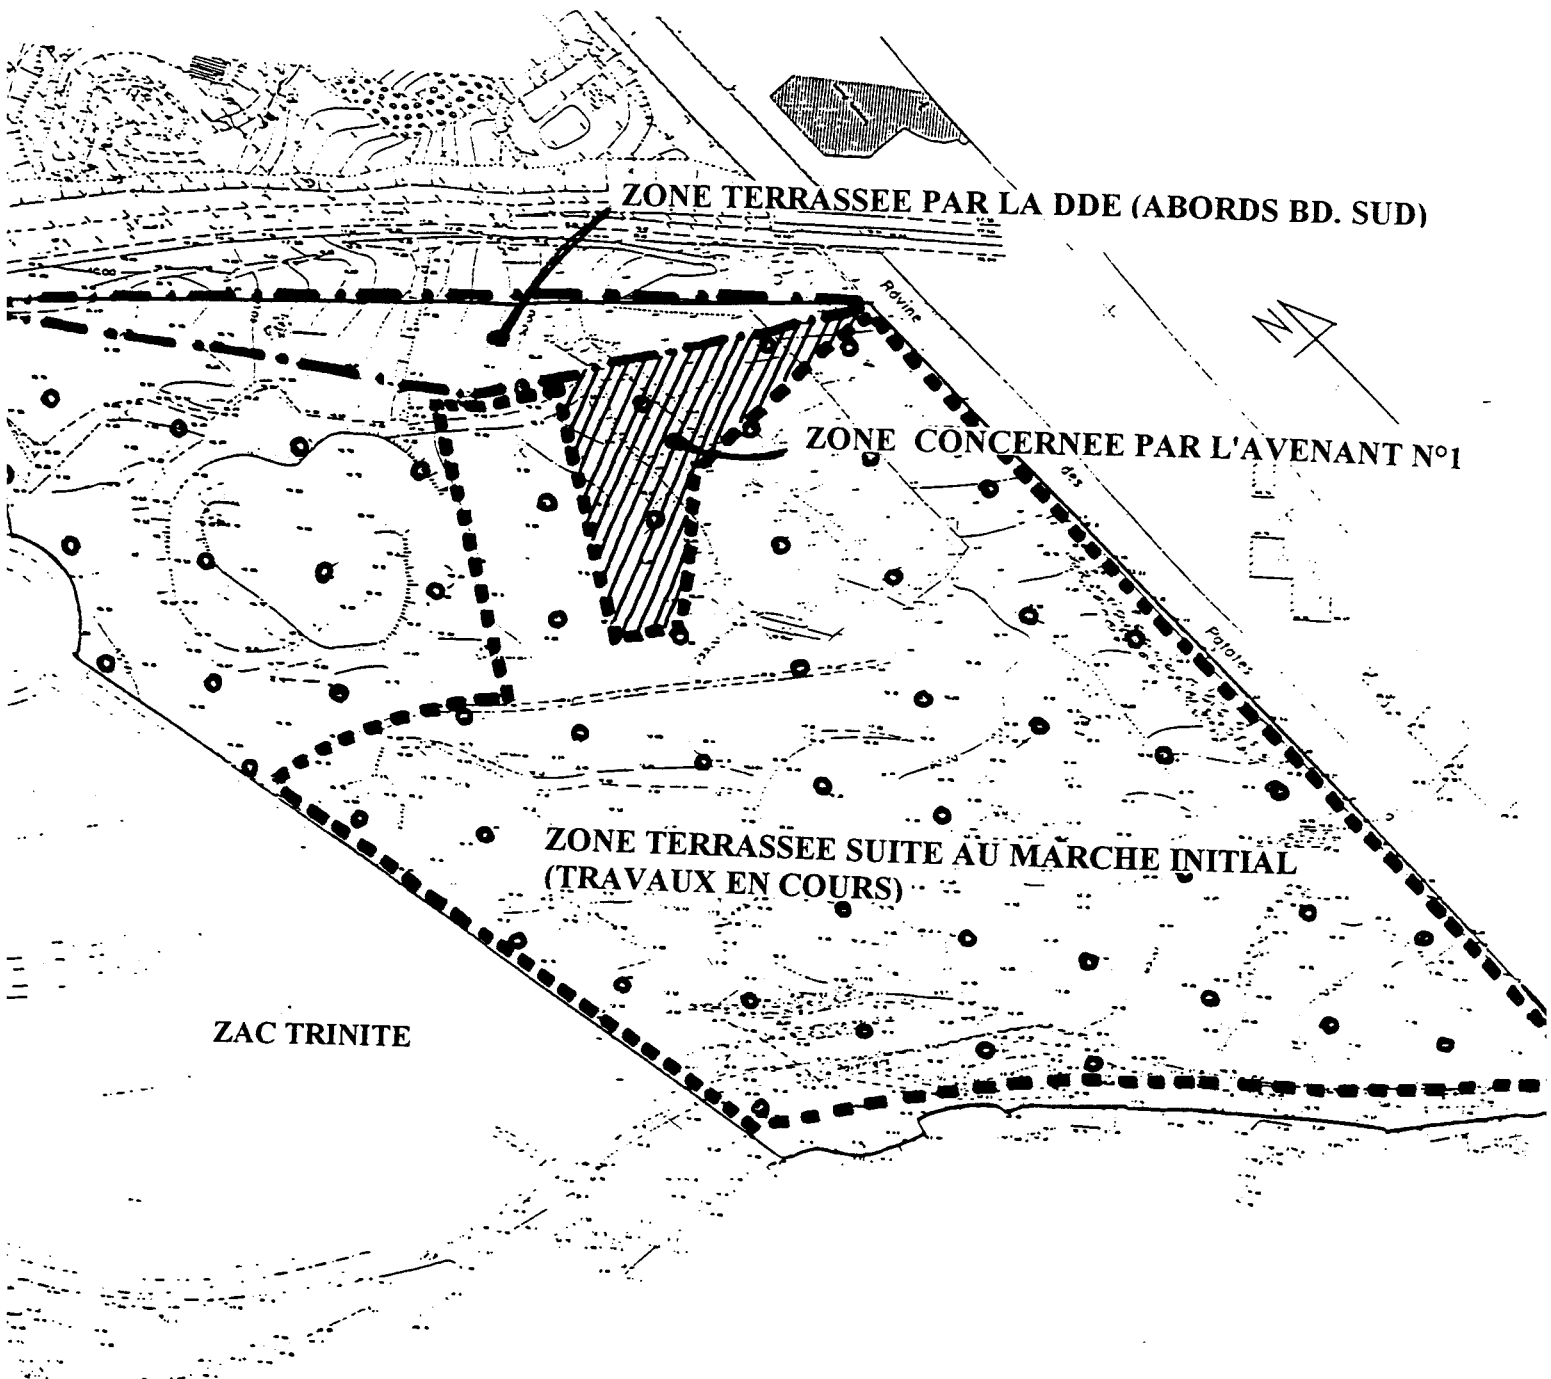 ZONE TERRASSEE PAR LA DDE (ABORDS BD. SUD)
Ravine
N
ZONE CONCERNEE PAR L'AVENANT N°1
des
Patates
ZONE TERRASSEE SUITE AU MARCHE INITIAL
(TRAVAUX EN COURS)
ZAC TRINITE